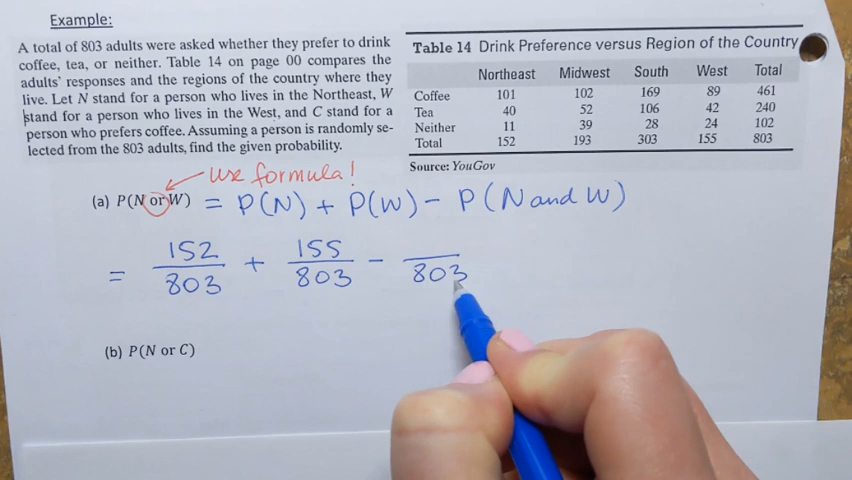 Example:
A total of 803 adults were asked whether they prefer to drink
coffee, tea, or neither. Table 14 on page 00 compares the
adults' responses and the regions of the country where they
live. Let N stand for a person who lives in the Northeast, W
stand for a person who lives in the West, and C stand for a
person who prefers coffee. Assuming a person is randomly se-
lected from the 803 adults, find the given probability.
Table 14 Drink Preference versus Region of the Country
Northeast Midwest South West Total
Coffee 101 102 169 89 461
Tea 40 52 106 42 240
Neither 11 39 28 24 102
Total 152 193 303 155 803
Source: YouGov
use formula!
(a) P(N or W) = P(N) + P(W) - P(N and W)
= 152/803 + 155/803 - /803
(b) P(N or C)